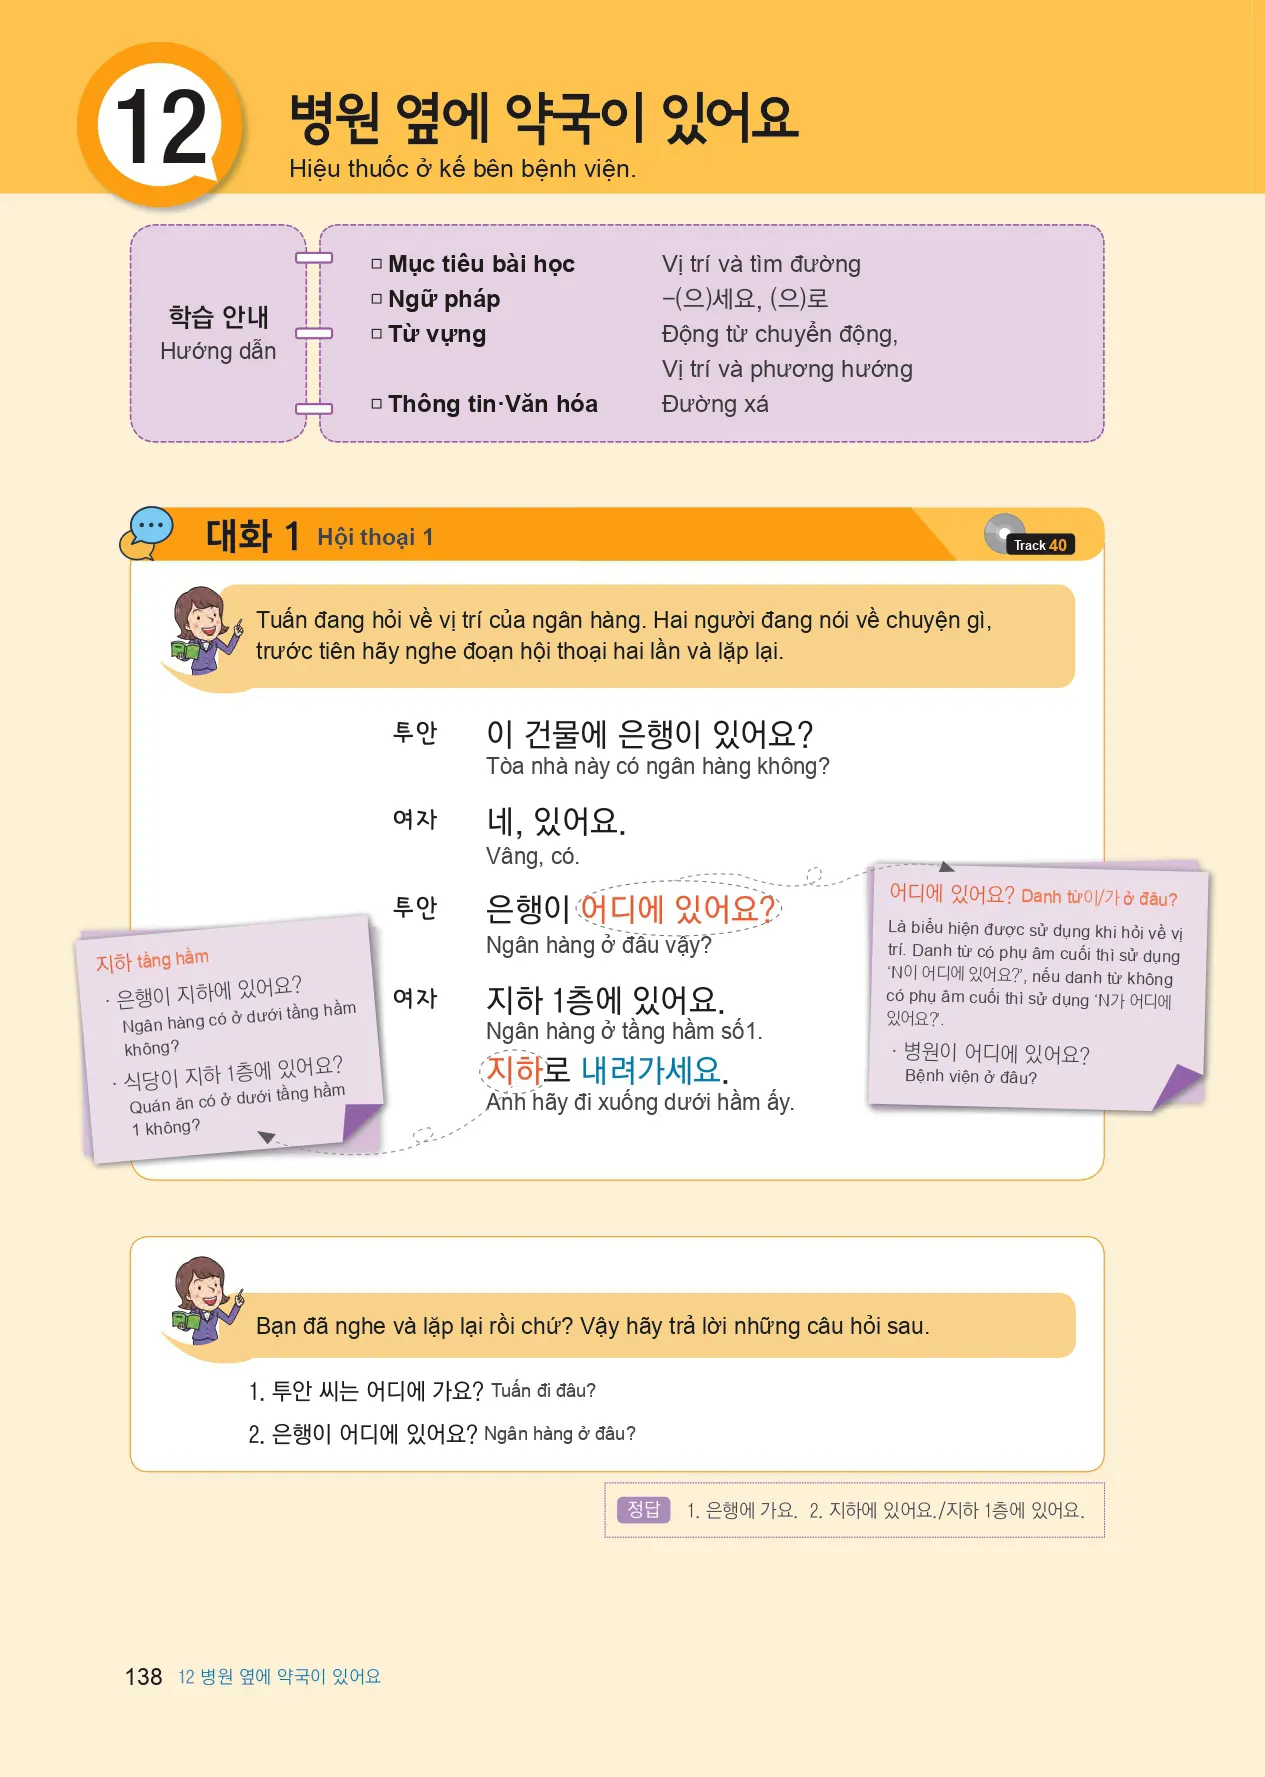 12
병원 옆에 약국이 있어요
Hiệu thuốc ở kế bên bệnh viện.
학습 안내
Hướng dẫn
□ Mục tiêu bài học Vị trí và tìm đường
□ Ngữ pháp -(으)세요, (으)로
□ Từ vựng Động từ chuyển động,
Vị trí và phương hướng
□ Thông tin·Văn hóa Đường xá
대화 1 Hội thoại 1
Track 40
Tuấn đang hỏi về vị trí của ngân hàng. Hai người đang nói về chuyện gì,
trước tiên hãy nghe đoạn hội thoại hai lần và lặp lại.
투안 이 건물에 은행이 있어요?
Tòa nhà này có ngân hàng không?
여자 네, 있어요.
Vâng, có.
투안 은행이 어디에 있어요?
Ngân hàng ở đâu vậy?
여자 지하 1층에 있어요.
Ngân hàng ở tầng hầm số1.
지하로 내려가세요.
Anh hãy đi xuống dưới hầm ấy.
어디에 있어요? Danh từ이/가 ở đâu?
Là biểu hiện được sử dụng khi hỏi về vị
trí. Danh từ có phụ âm cuối thì sử dụng
‘N이 어디에 있어요?’, nếu danh từ không
có phụ âm cuối thì sử dụng ‘N가 어디에
있어요?’.
· 병원이 어디에 있어요?
Bệnh viện ở đâu?
지하 tầng hầm
· 은행이 지하에 있어요?
Ngân hàng có ở dưới tầng hầm
không?
· 식당이 지하 1층에 있어요?
Quán ăn có ở dưới tầng hầm
1 không?
Bạn đã nghe và lặp lại rồi chứ? Vậy hãy trả lời những câu hỏi sau.
1. 투안 씨는 어디에 가요? Tuấn đi đâu?
2. 은행이 어디에 있어요? Ngân hàng ở đâu?
정답 1. 은행에 가요. 2. 지하에 있어요./지하 1층에 있어요.
138 12 병원 옆에 약국이 있어요